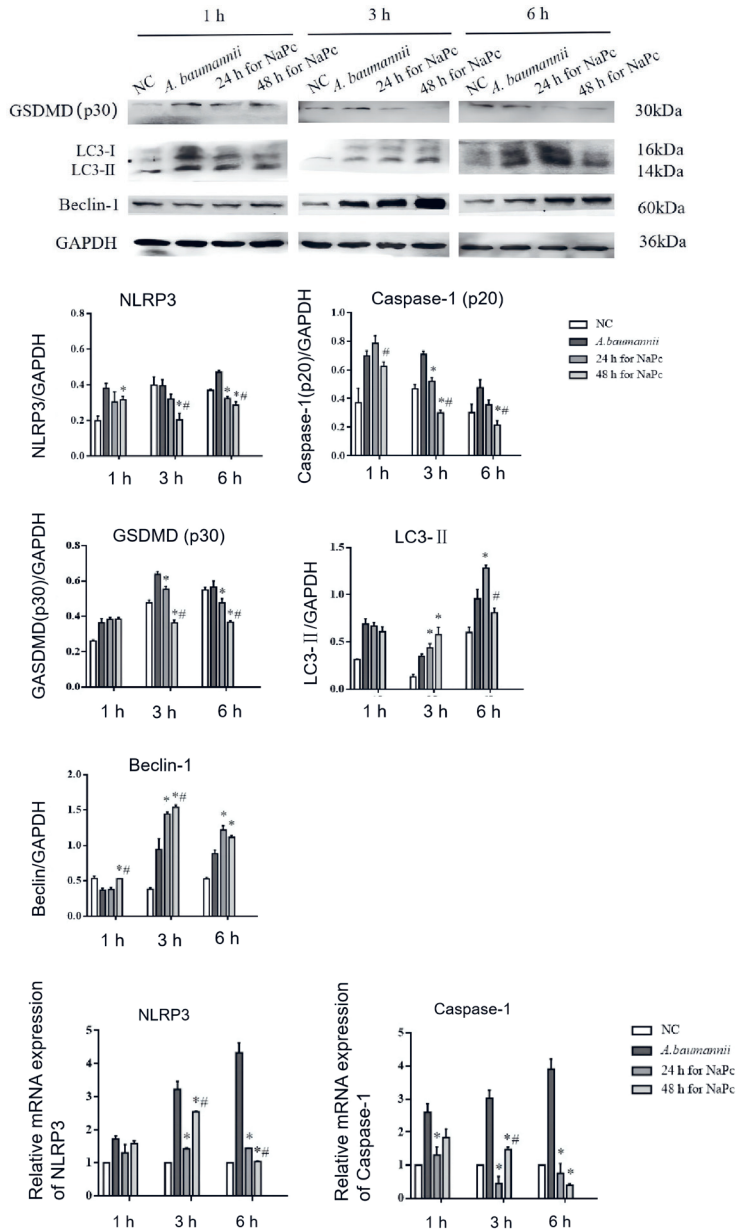 1 h 3 h 6 h
NC A. baumannii 24 h for NaPc 48 h for NaPc NC A. baumannii 24 h for NaPc 48 h for NaPc NC A. baumannii 24 h for NaPc 48 h for NaPc
GSDMD (p30) 30kDa
LC3-I 16kDa
LC3-II 14kDa
Beclin-1 60kDa
GAPDH 36kDa
NLRP3
NLRP3/GAPDH
0.8
0.6
0.4
0.2
0.0
* *# * *#
1 h 3 h 6 h
Caspase-1 (p20)
Caspase-1(p20)/GAPDH
1.0
0.8
0.6
0.4
0.2
0.0
# * *# *#
1 h 3 h 6 h
NC
A.baumannii
24 h for NaPc
48 h for NaPc
GSDMD (p30)
GASDMD(p30)/GAPDH
0.8
0.6
0.4
0.2
0.0
* *# * *#
1 h 3 h 6 h
LC3-Ⅱ
LC3-Ⅱ/GAPDH
1.5
1.0
0.5
0.0
* * * #
1 h 3 h 6 h
Beclin-1
Beclin/GAPDH
2.0
1.5
1.0
0.5
0.0
*# * *# * *
1 h 3 h 6 h
NLRP3
Relative mRNA expression
of NLRP3
5
4
3
2
1
0
* *# * *#
1 h 3 h 6 h
Caspase-1
Relative mRNA expression
of Caspase-1
5
4
3
2
1
0
* * *# * *
1 h 3 h 6 h
NC
A.baumannii
24 h for NaPc
48 h for NaPc